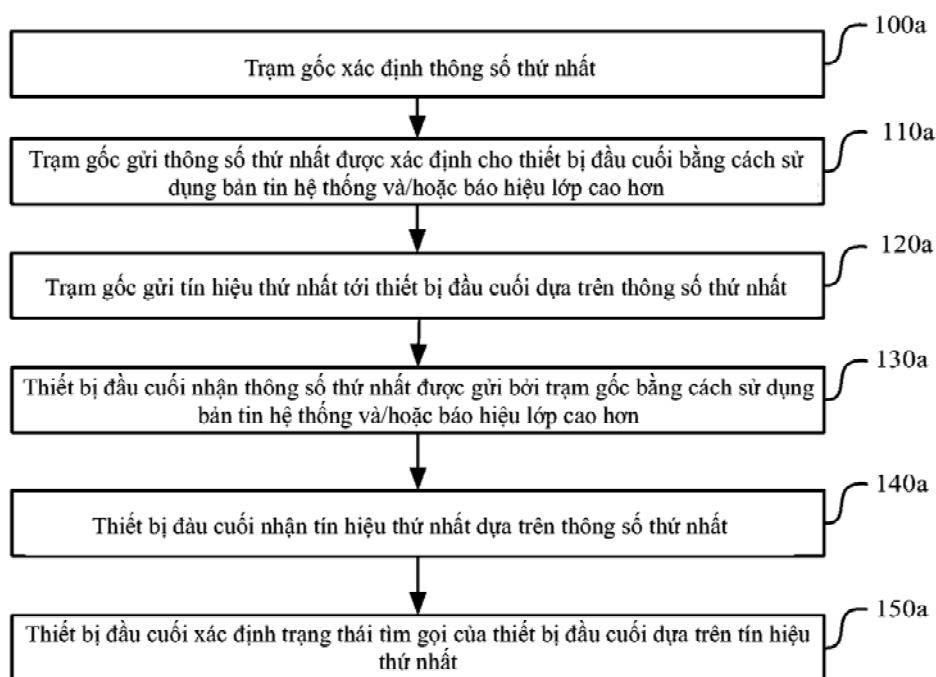 100a
Trạm gốc xác định thông số thứ nhất
110a
Trạm gốc gửi thông số thứ nhất được xác định cho thiết bị đầu cuối bằng cách sử
dụng bản tin hệ thống và/hoặc báo hiệu lớp cao hơn
120a
Trạm gốc gửi tín hiệu thứ nhất tới thiết bị đầu cuối dựa trên thông số thứ nhất
130a
Thiết bị đầu cuối nhận thông số thứ nhất được gửi bởi trạm gốc bằng cách sử dụng
bản tin hệ thống và/hoặc báo hiệu lớp cao hơn
140a
Thiết bị đàu cuối nhận tín hiệu thứ nhất dựa trên thông số thứ nhất
150a
Thiết bị đầu cuối xác định trạng thái tìm gọi của thiết bị đầu cuối dựa trên tín hiệu
thứ nhất